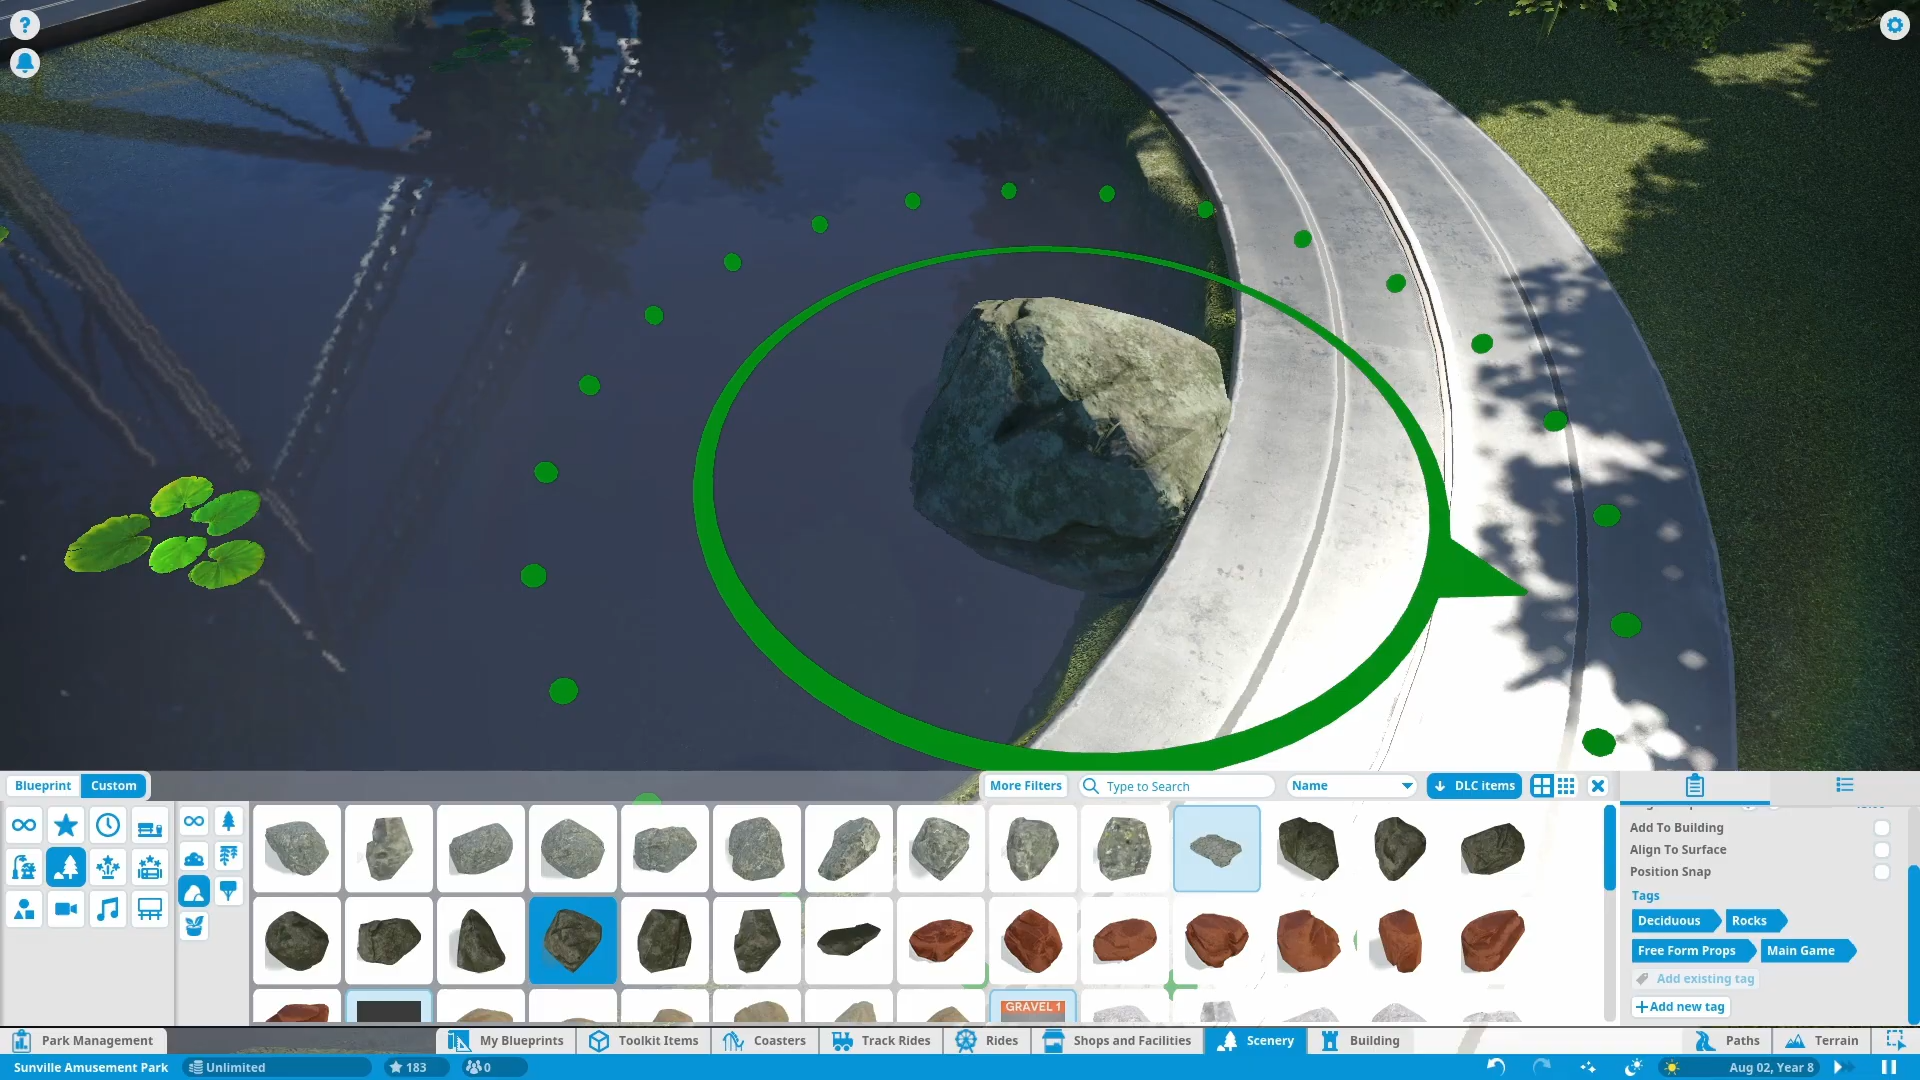 ?
Blueprint
Custom
More Filters
Type to Search
Name
DLC items
Add To Building
Align To Surface
Position Snap
Tags
Deciduous
Rocks
Free Form Props
Main Game
Add existing tag
+Add new tag
GRAVEL 1
Park Management
My Blueprints
Toolkit Items
Coasters
Track Rides
Rides
Shops and Facilities
Scenery
Building
Paths
Terrain
Sunville Amusement Park
Unlimited
183
0
Aug 02, Year 8